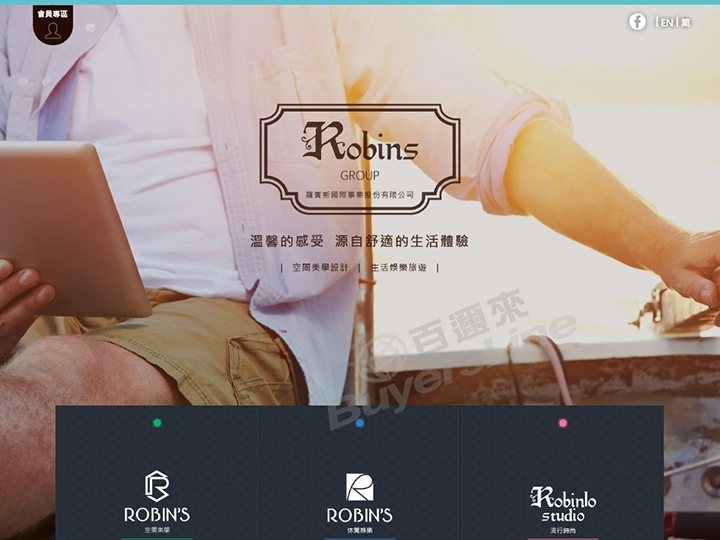 會員專區
| EN | 简
Robins
GROUP
羅賓斯國際事業股份有限公司
溫馨的感受 源自舒適的生活體驗
| 空間美學設計 | 生活娛樂旅遊 |
百運來
BuyersLine
ROBIN'S
空間美學
ROBIN'S
休閒娛樂
Robinlo
studio
流行時尚